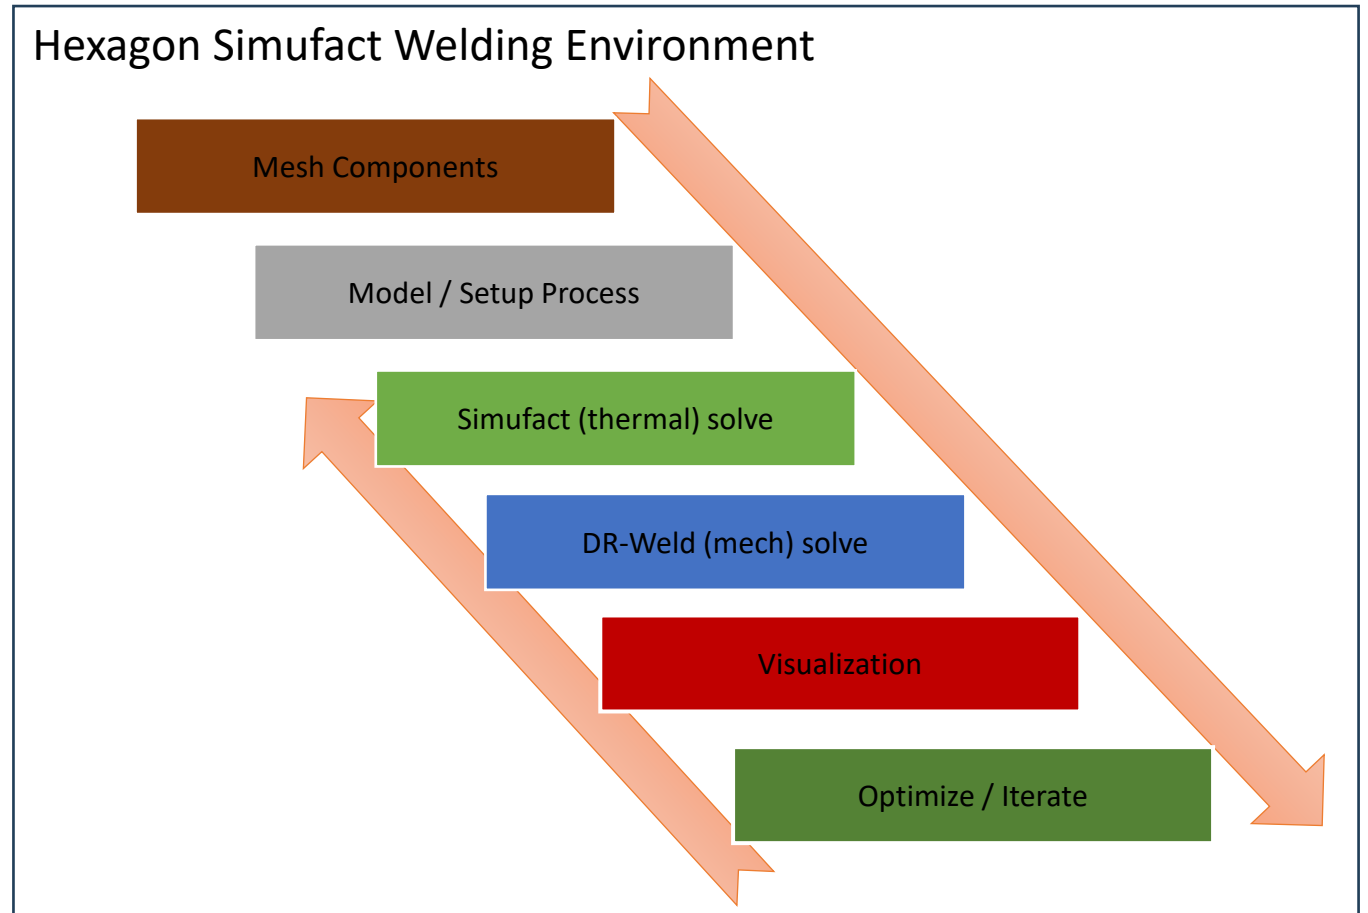 Hexagon Simufact Welding Environment
Mesh Components
Model / Setup Process
Simufact (thermal) solve
DR-Weld (mech) solve
Visualization
Optimize / Iterate